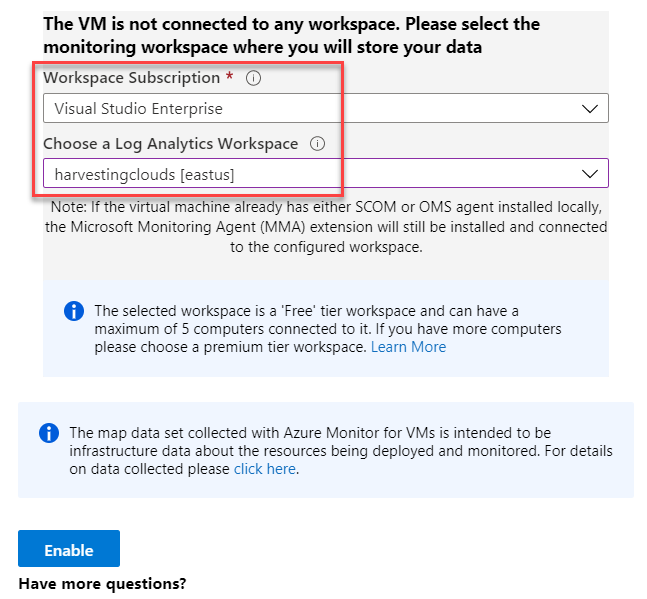 The VM is not connected to any workspace. Please select the
monitoring workspace where you will store your data
Workspace Subscription *
Visual Studio Enterprise
Choose a Log Analytics Workspace
harvestingclouds [eastus]
Note: If the virtual machine already has either SCOM or OMS agent installed locally,
the Microsoft Monitoring Agent (MMA) extension will still be installed and connected
to the configured workspace.
The selected workspace is a 'Free' tier workspace and can have a
maximum of 5 computers connected to it. If you have more computers
please choose a premium tier workspace. Learn More
The map data set collected with Azure Monitor for VMs is intended to be
infrastructure data about the resources being deployed and monitored. For details
on data collected please click here.
Enable
Have more questions?